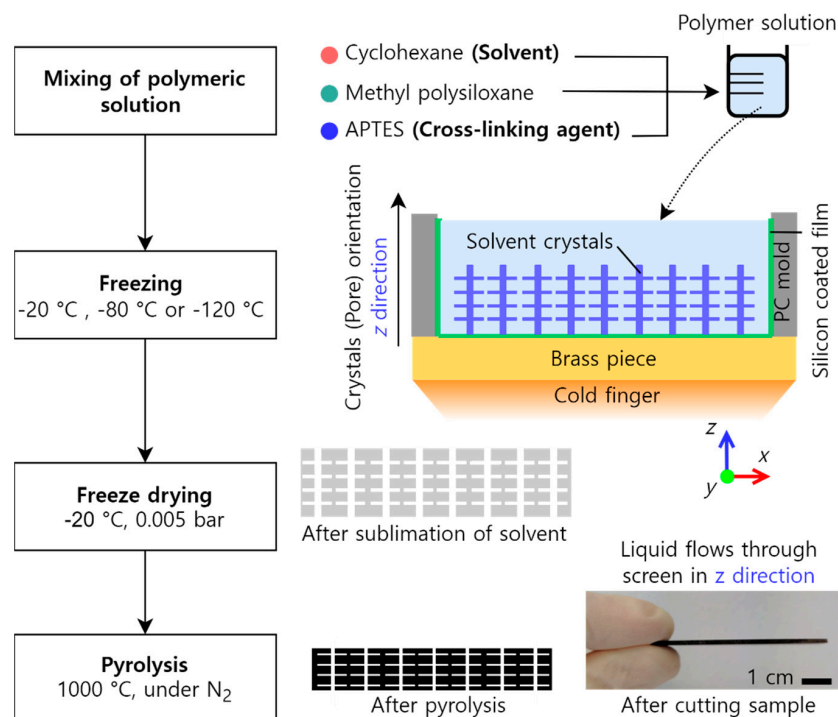 Mixing of polymeric
solution
Freezing
-20 °C , -80 °C or -120 °C
Freeze drying
-20 °C, 0.005 bar
Pyrolysis
1000 °C, under N₂
Cyclohexane (Solvent)
Methyl polysiloxane
APTES (Cross-linking agent)
Polymer solution
Crystals (Pore) orientation
z direction
Solvent crystals
PC mold
Silicon coated film
Brass piece
Cold finger
z
x
y
After sublimation of solvent
Liquid flows through
screen in z direction
1 cm
After pyrolysis
After cutting sample